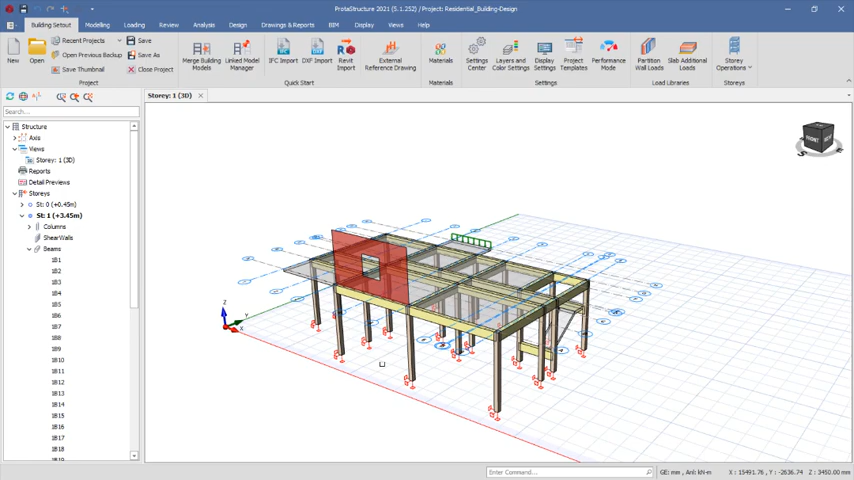 ProtaStructure 2021 (5.1.252) / Project: Residential_Building-Design
Building Setout Modelling Loading Review Analysis Design Drawings & Reports BIM Display Views Help
New
Open
Recent Projects
Open Previous Backup
Save Thumbnail
Save
Save As
Close Project
Project
Merge Building Models
Linked Model Manager
IFC Import
DXF Import
Revit Import
Quick Start
External Reference Drawing
Materials
Materials
Settings Center
Layers and Color Settings
Display Settings
Project Templates
Performance Mode
Settings
Partition Wall Loads
Slab Additional Loads
Load Libraries
Storey Operations
Storeys
Storey: 1 (3D)
Search...
Structure
Axis
Views
Storey: 1 (3D)
Reports
Detail Previews
Storeys
St: 0 (+0.45m)
St: 1 (+3.45m)
Columns
ShearWalls
Beams
1B1
1B2
1B3
1B4
1B5
1B6
1B7
1B8
1B9
1B10
1B11
1B12
1B13
1B14
1B15
1B16
1B17
1B18
1B19
FRONT
Z
Y
X
Enter Command...
GE: mm, Anl: kN-m
X : 15491.76, Y : -2636.74
Z : 3450.00 mm